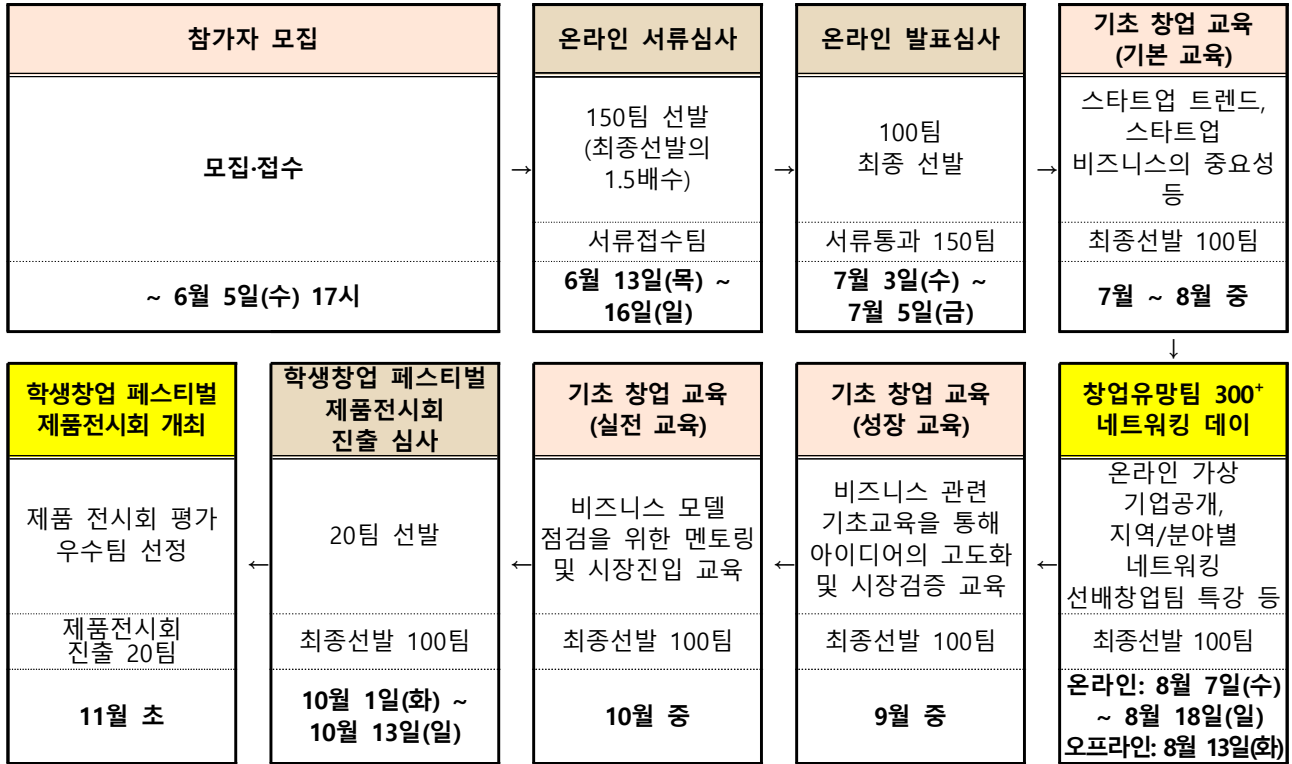 참가자 모집
모집·접수
~ 6월 5일(수) 17시
→
온라인 서류심사
150팀 선발
(최종선발의
1.5배수)
서류접수팀
6월 13일(목) ~
16일(일)
→
온라인 발표심사
100팀
최종 선발
서류통과 150팀
7월 3일(수) ~
7월 5일(금)
→
기초 창업 교육
(기본 교육)
스타트업 트렌드,
스타트업
비즈니스의 중요성
등
최종선발 100팀
7월 ~ 8월 중
↓
창업유망팀 300⁺
네트워킹 데이
온라인 가상
기업공개,
지역/분야별
네트워킹
선배창업팀 특강 등
최종선발 100팀
온라인: 8월 7일(수)
~ 8월 18일(일)
오프라인: 8월 13일(화)
←
기초 창업 교육
(성장 교육)
비즈니스 관련
기초교육을 통해
아이디어의 고도화
및 시장검증 교육
최종선발 100팀
9월 중
←
기초 창업 교육
(실전 교육)
비즈니스 모델
점검을 위한 멘토링
및 시장진입 교육
최종선발 100팀
10월 중
←
학생창업 페스티벌
제품전시회
진출 심사
20팀 선발
최종선발 100팀
10월 1일(화) ~
10월 13일(일)
←
학생창업 페스티벌
제품전시회 개최
제품 전시회 평가
우수팀 선정
제품전시회
진출 20팀
11월 초